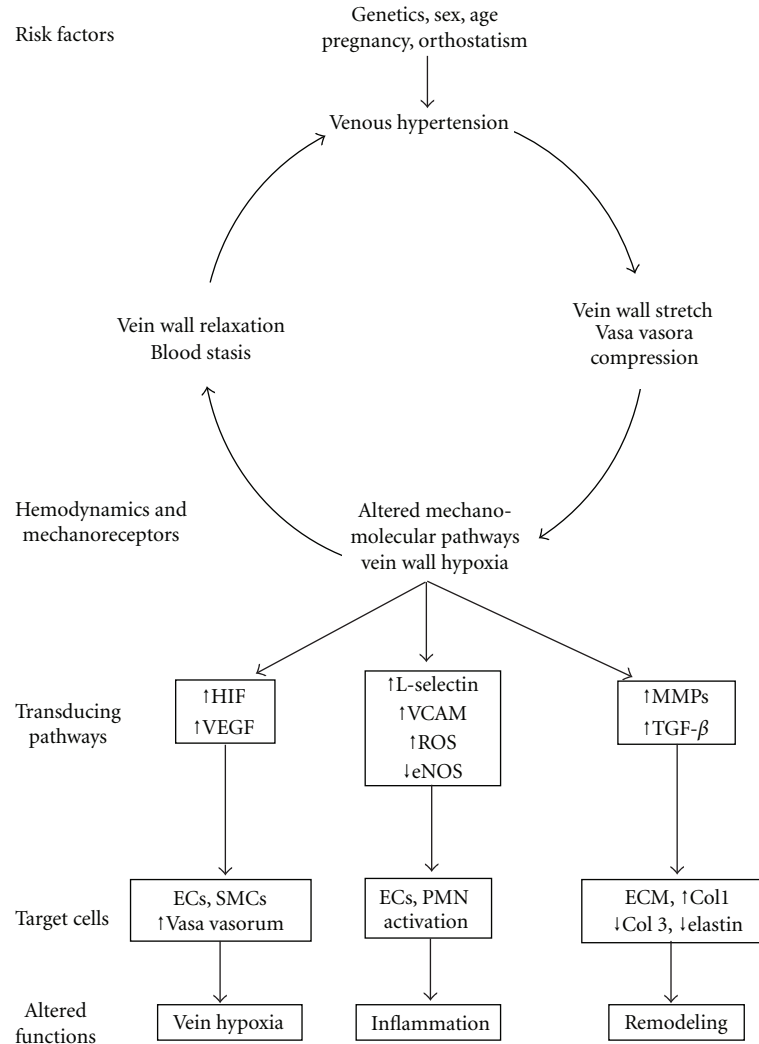 Risk factors
Genetics, sex, age
pregnancy, orthostatism
Venous hypertension
Vein wall relaxation
Blood stasis
Vein wall stretch
Vasa vasora
compression
Hemodynamics and
mechanoreceptors
Altered mechano-
molecular pathways
vein wall hypoxia
Transducing
pathways
↑HIF
↑VEGF
↑L-selectin
↑VCAM
↑ROS
↓eNOS
↑MMPs
↑TGF-β
Target cells
ECs, SMCs
↑Vasa vasorum
ECs, PMN
activation
ECM, ↑Col1
↓Col 3, ↓elastin
Altered
functions
Vein hypoxia
Inflammation
Remodeling